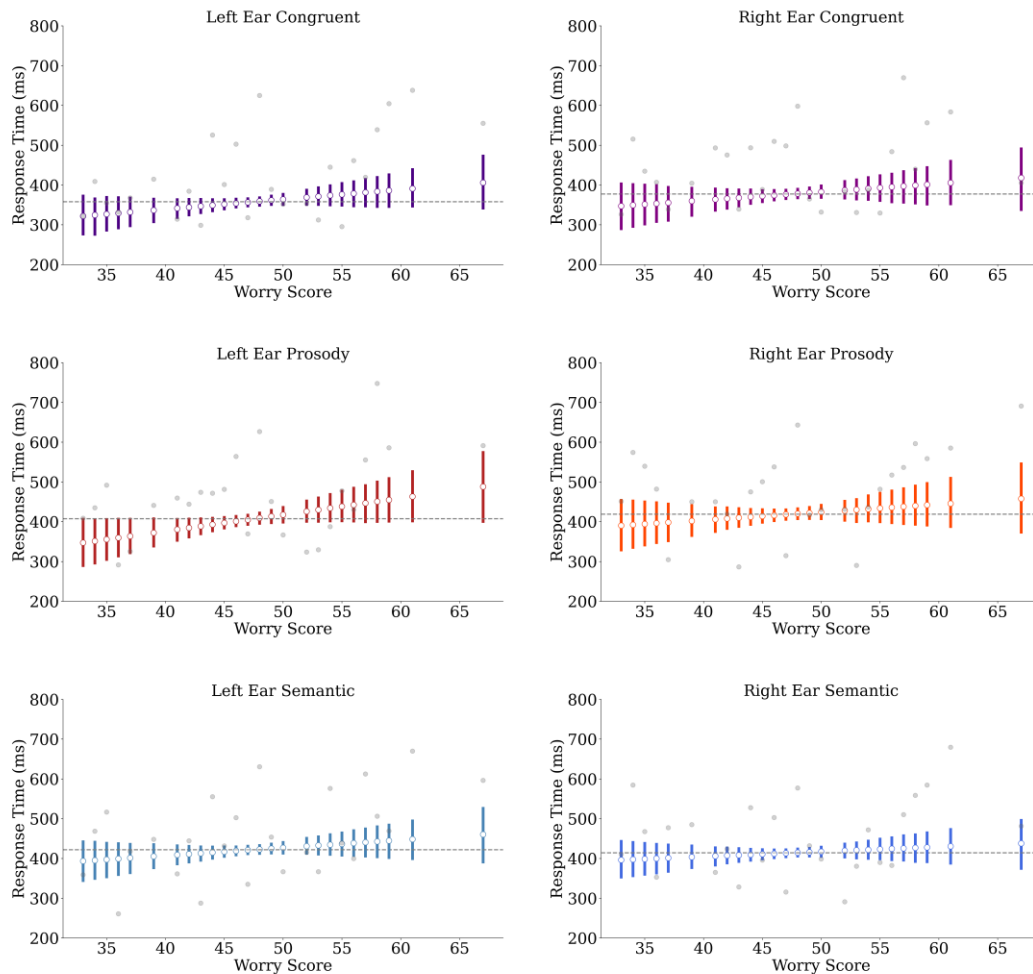 Left Ear Congruent
Right Ear Congruent
800
700
600
500
400
300
200
Response Time (ms)
35 40 45 50 55 60 65
Worry Score
800
700
600
500
400
300
200
Response Time (ms)
35 40 45 50 55 60 65
Worry Score
Left Ear Prosody
Right Ear Prosody
800
700
600
500
400
300
200
Response Time (ms)
35 40 45 50 55 60 65
Worry Score
800
700
600
500
400
300
200
Response Time (ms)
35 40 45 50 55 60 65
Worry Score
Left Ear Semantic
Right Ear Semantic
800
700
600
500
400
300
200
Response Time (ms)
35 40 45 50 55 60 65
Worry Score
800
700
600
500
400
300
200
Response Time (ms)
35 40 45 50 55 60 65
Worry Score